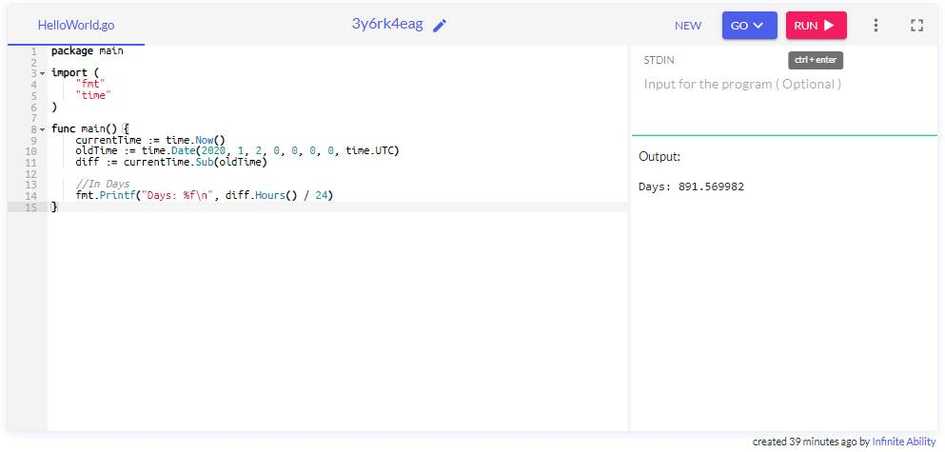 HelloWorld.go
3y6rk4eag
NEW
GO
RUN
ctrl + enter
1 package main
2
3 import (
4 "fmt"
5 "time"
6 )
7
8 func main() {
9 currentTime := time.Now()
10 oldTime := time.Date(2020, 1, 2, 0, 0, 0, 0, time.UTC)
11 diff := currentTime.Sub(oldTime)
12
13 //In Days
14 fmt.Printf("Days: %f\n", diff.Hours() / 24)
15 }
STDIN
Input for the program ( Optional )
Output:
Days: 891.569982
created 39 minutes ago by Infinite Ability